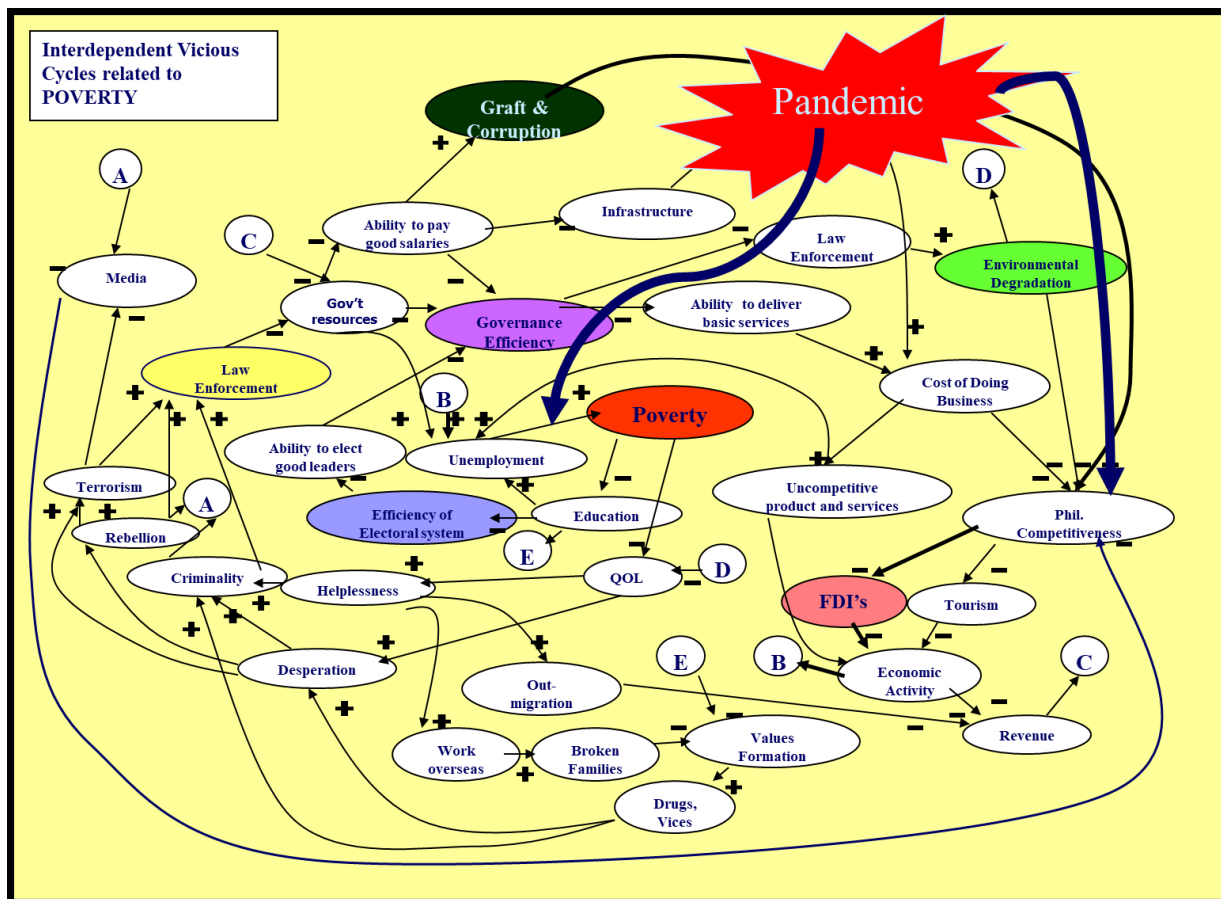 Interdependent Vicious
Cycles related to
POVERTY
Pandemic
Graft &
Corruption
+
A
D
Infrastructure
Ability to pay
good salaries
C
Law
Enforcement
+
Environmental
Degradation
Media
Gov't
resources
Governance
Efficiency
Ability to deliver
basic services
+
+
Law
Enforcement
Cost of Doing
Business
B
Poverty
+
Ability to elect
good leaders
Unemployment
Terrorism
Uncompetitive
product and services
Efficiency of
Electoral system
Education
Phil.
Competitiveness
A
Rebellion
E
Criminality
Helplessness
QOL
D
FDI's
Tourism
Desperation
E
B
Economic
Activity
C
Out-
migration
Work
overseas
Broken
Families
Values
Formation
Revenue
Drugs,
Vices